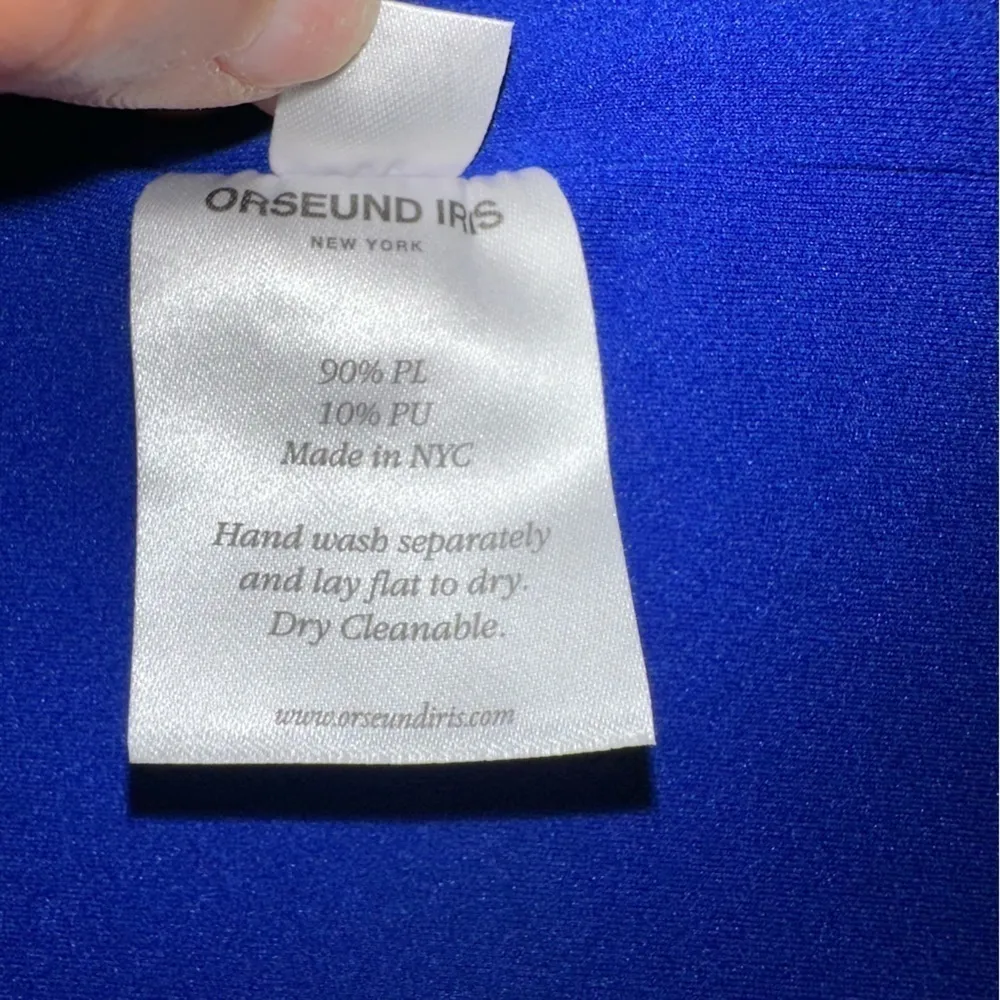 ORSEUND IRIS
NEW YORK
90% PL
10% PU
Made in NYC
Hand wash separately
and lay flat to dry.
Dry Cleanable.
www.orseundiris.com